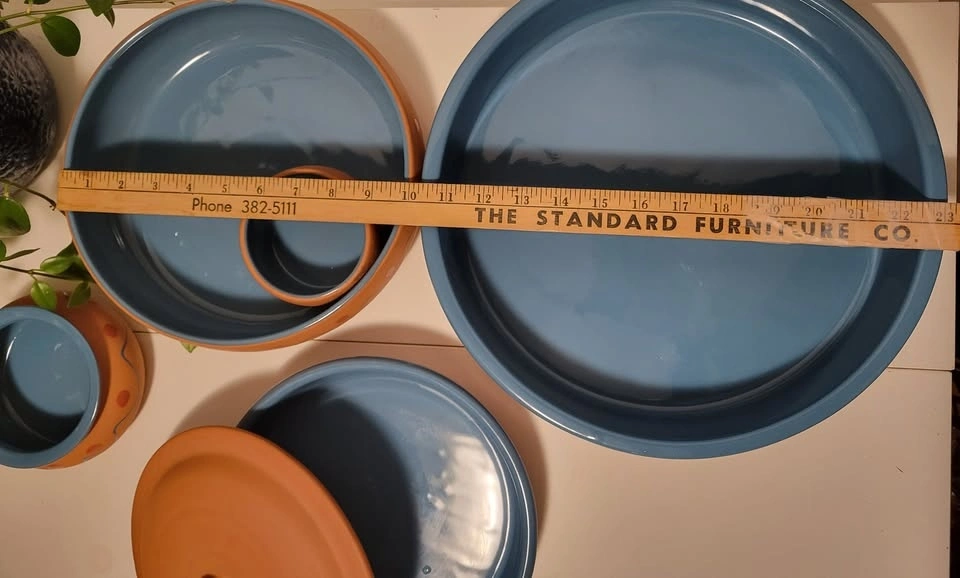 1 2 3 4 5 6 7 8 9 10 11 12 13 14 15 16 17 18 19 20 21 22 23
Phone 382-5111 THE STANDARD FURNITURE CO.